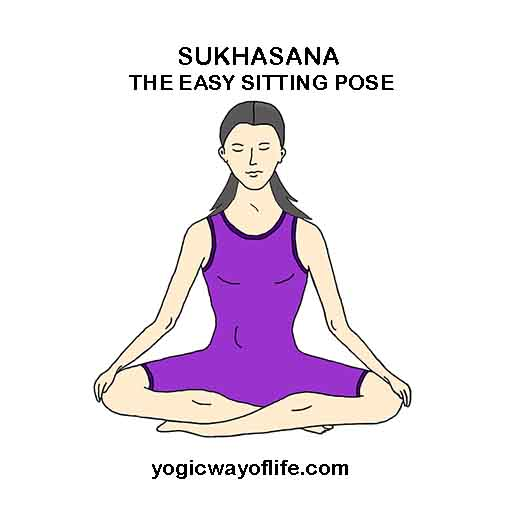 SUKHASANA
THE EASY SITTING POSE
yogicwayoflife.com